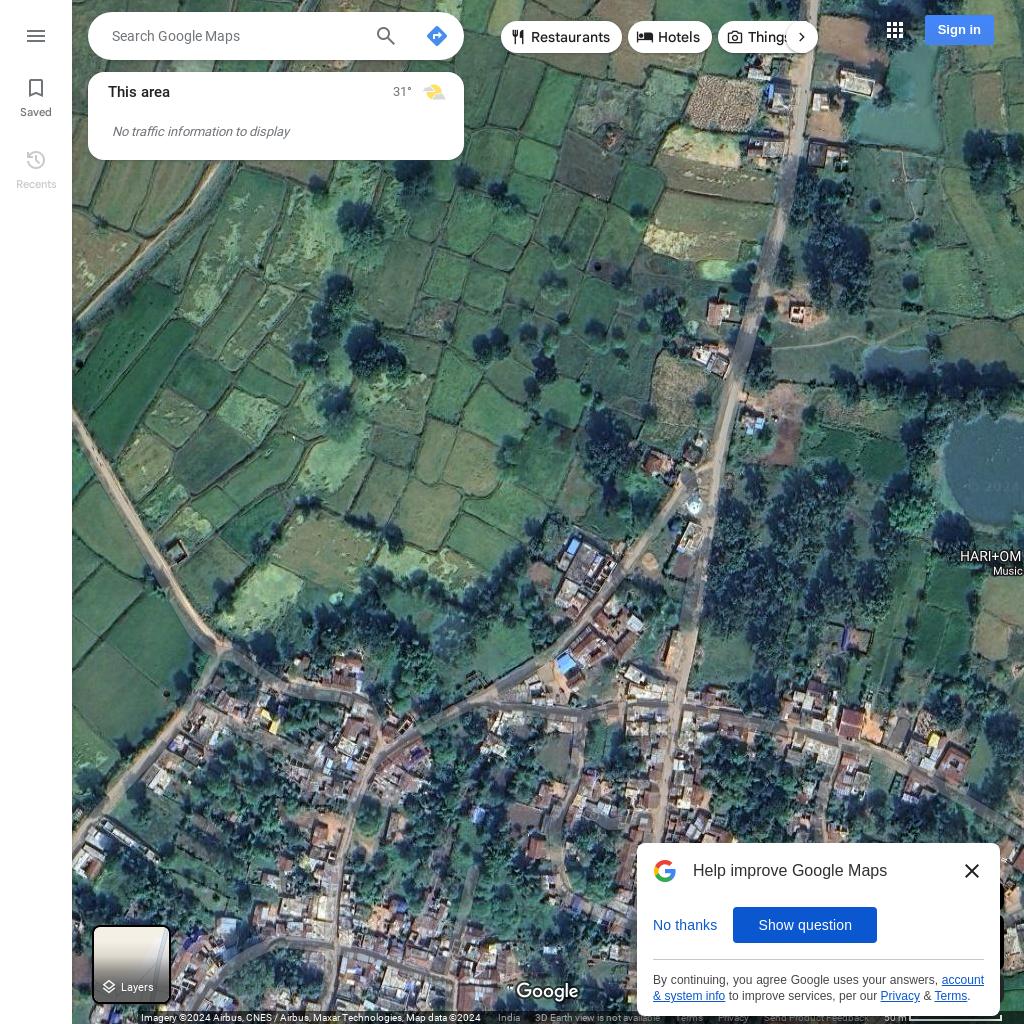 Search Google Maps
Restaurants
Hotels
Things
Sign in
Saved
This area
31°
No traffic information to display
Recents
© 2024
HARI+OM
Music
Help improve Google Maps
No thanks
Show question
By continuing, you agree Google uses your answers, account
& system info to improve services, per our Privacy & Terms.
Layers
Google
Imagery ©2024 Airbus, CNES / Airbus, Maxar Technologies, Map data ©2024 India 3D Earth view is not available Terms Privacy Send Product Feedback 50 m